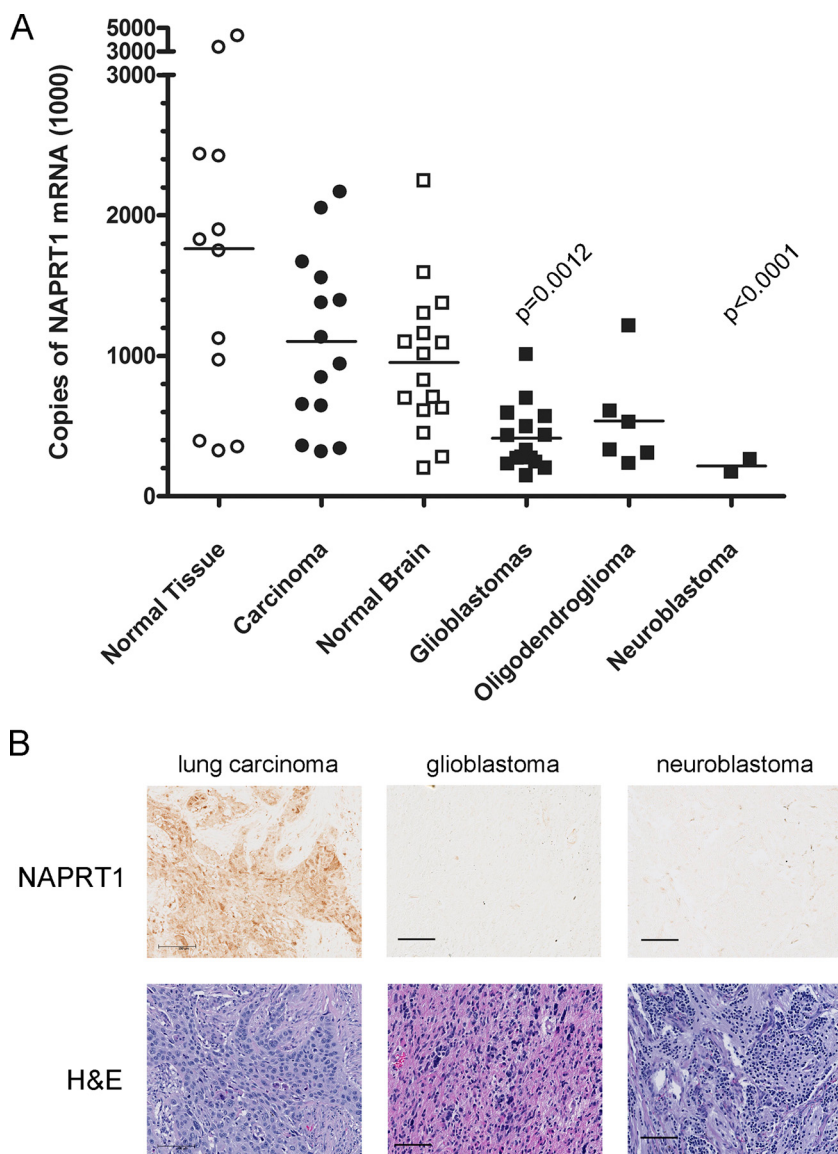 A
Copies of NAPRT1 mRNA (1000)
5000
3000
3000
2000
1000
0
p=0.0012
p<0.0001
Normal Tissue
Carcinoma
Normal Brain
Glioblastomas
Oligodendroglioma
Neuroblastoma
B
lung carcinoma
glioblastoma
neuroblastoma
NAPRT1
H&E